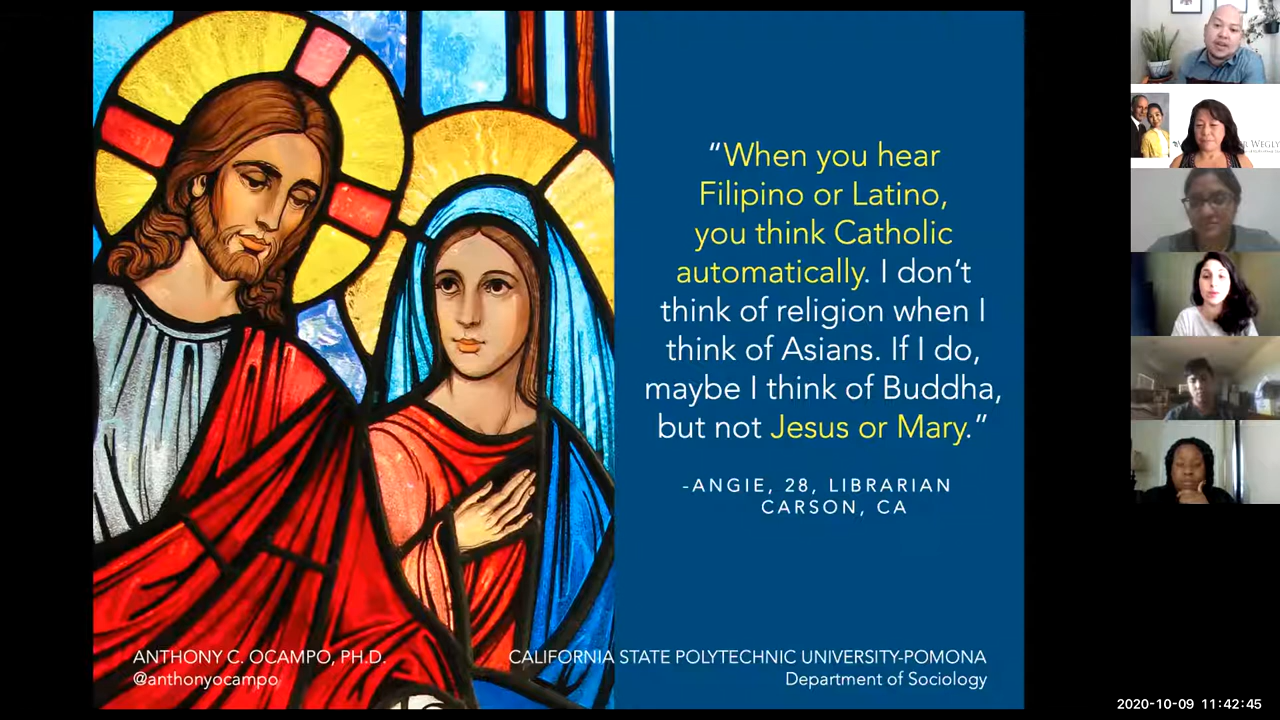 “When you hear
Filipino or Latino,
you think Catholic
automatically. I don’t
think of religion when I
think of Asians. If I do,
maybe I think of Buddha,
but not Jesus or Mary.”
-ANGIE, 28, LIBRARIAN
CARSON, CA
ANTHONY C. OCAMPO, PH.D.
@anthonyocampo
CALIFORNIA STATE POLYTECHNIC UNIVERSITY-POMONA
Department of Sociology
2020-10-09 11:42:45